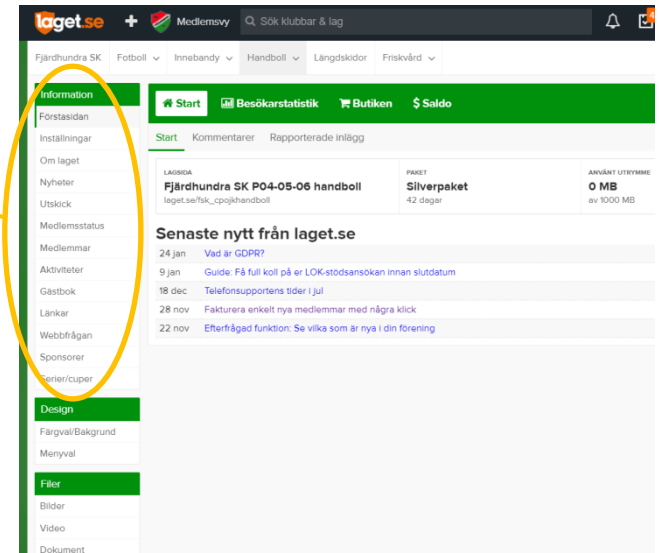 laget.se + Medlemsvy Sök klubbar & lag 4
Fjärdhundra SK Fotboll Innebandy Handboll Längdskidor Friskvård
Information
Förstasidan
Inställningar
Om laget
Nyheter
Utskick
Medlemsstatus
Medlemmar
Aktiviteter
Gästbok
Länkar
Webbfrågan
Sponsorer
Serier/cuper
Design
Färgval/Bakgrund
Menyval
Filer
Bilder
Video
Dokument
Start Besökarstatistik Butiken $ Saldo
Start Kommentarer Rapporterade inlägg
LAGSIDA PAKET ANVÄNT UTRYMME
Fjärdhundra SK P04-05-06 handboll Silverpaket 0 MB
laget.se/fsk_cpojkhandboll 42 dagar av 1000 MB
Senaste nytt från laget.se
24 jan Vad är GDPR?
9 jan Guide: Få full koll på er LOK-stödsansökan innan slutdatum
18 dec Telefonsupportens tider i jul
28 nov Fakturera enkelt nya medlemmar med några klick
22 nov Efterfrågad funktion: Se vilka som är nya i din förening